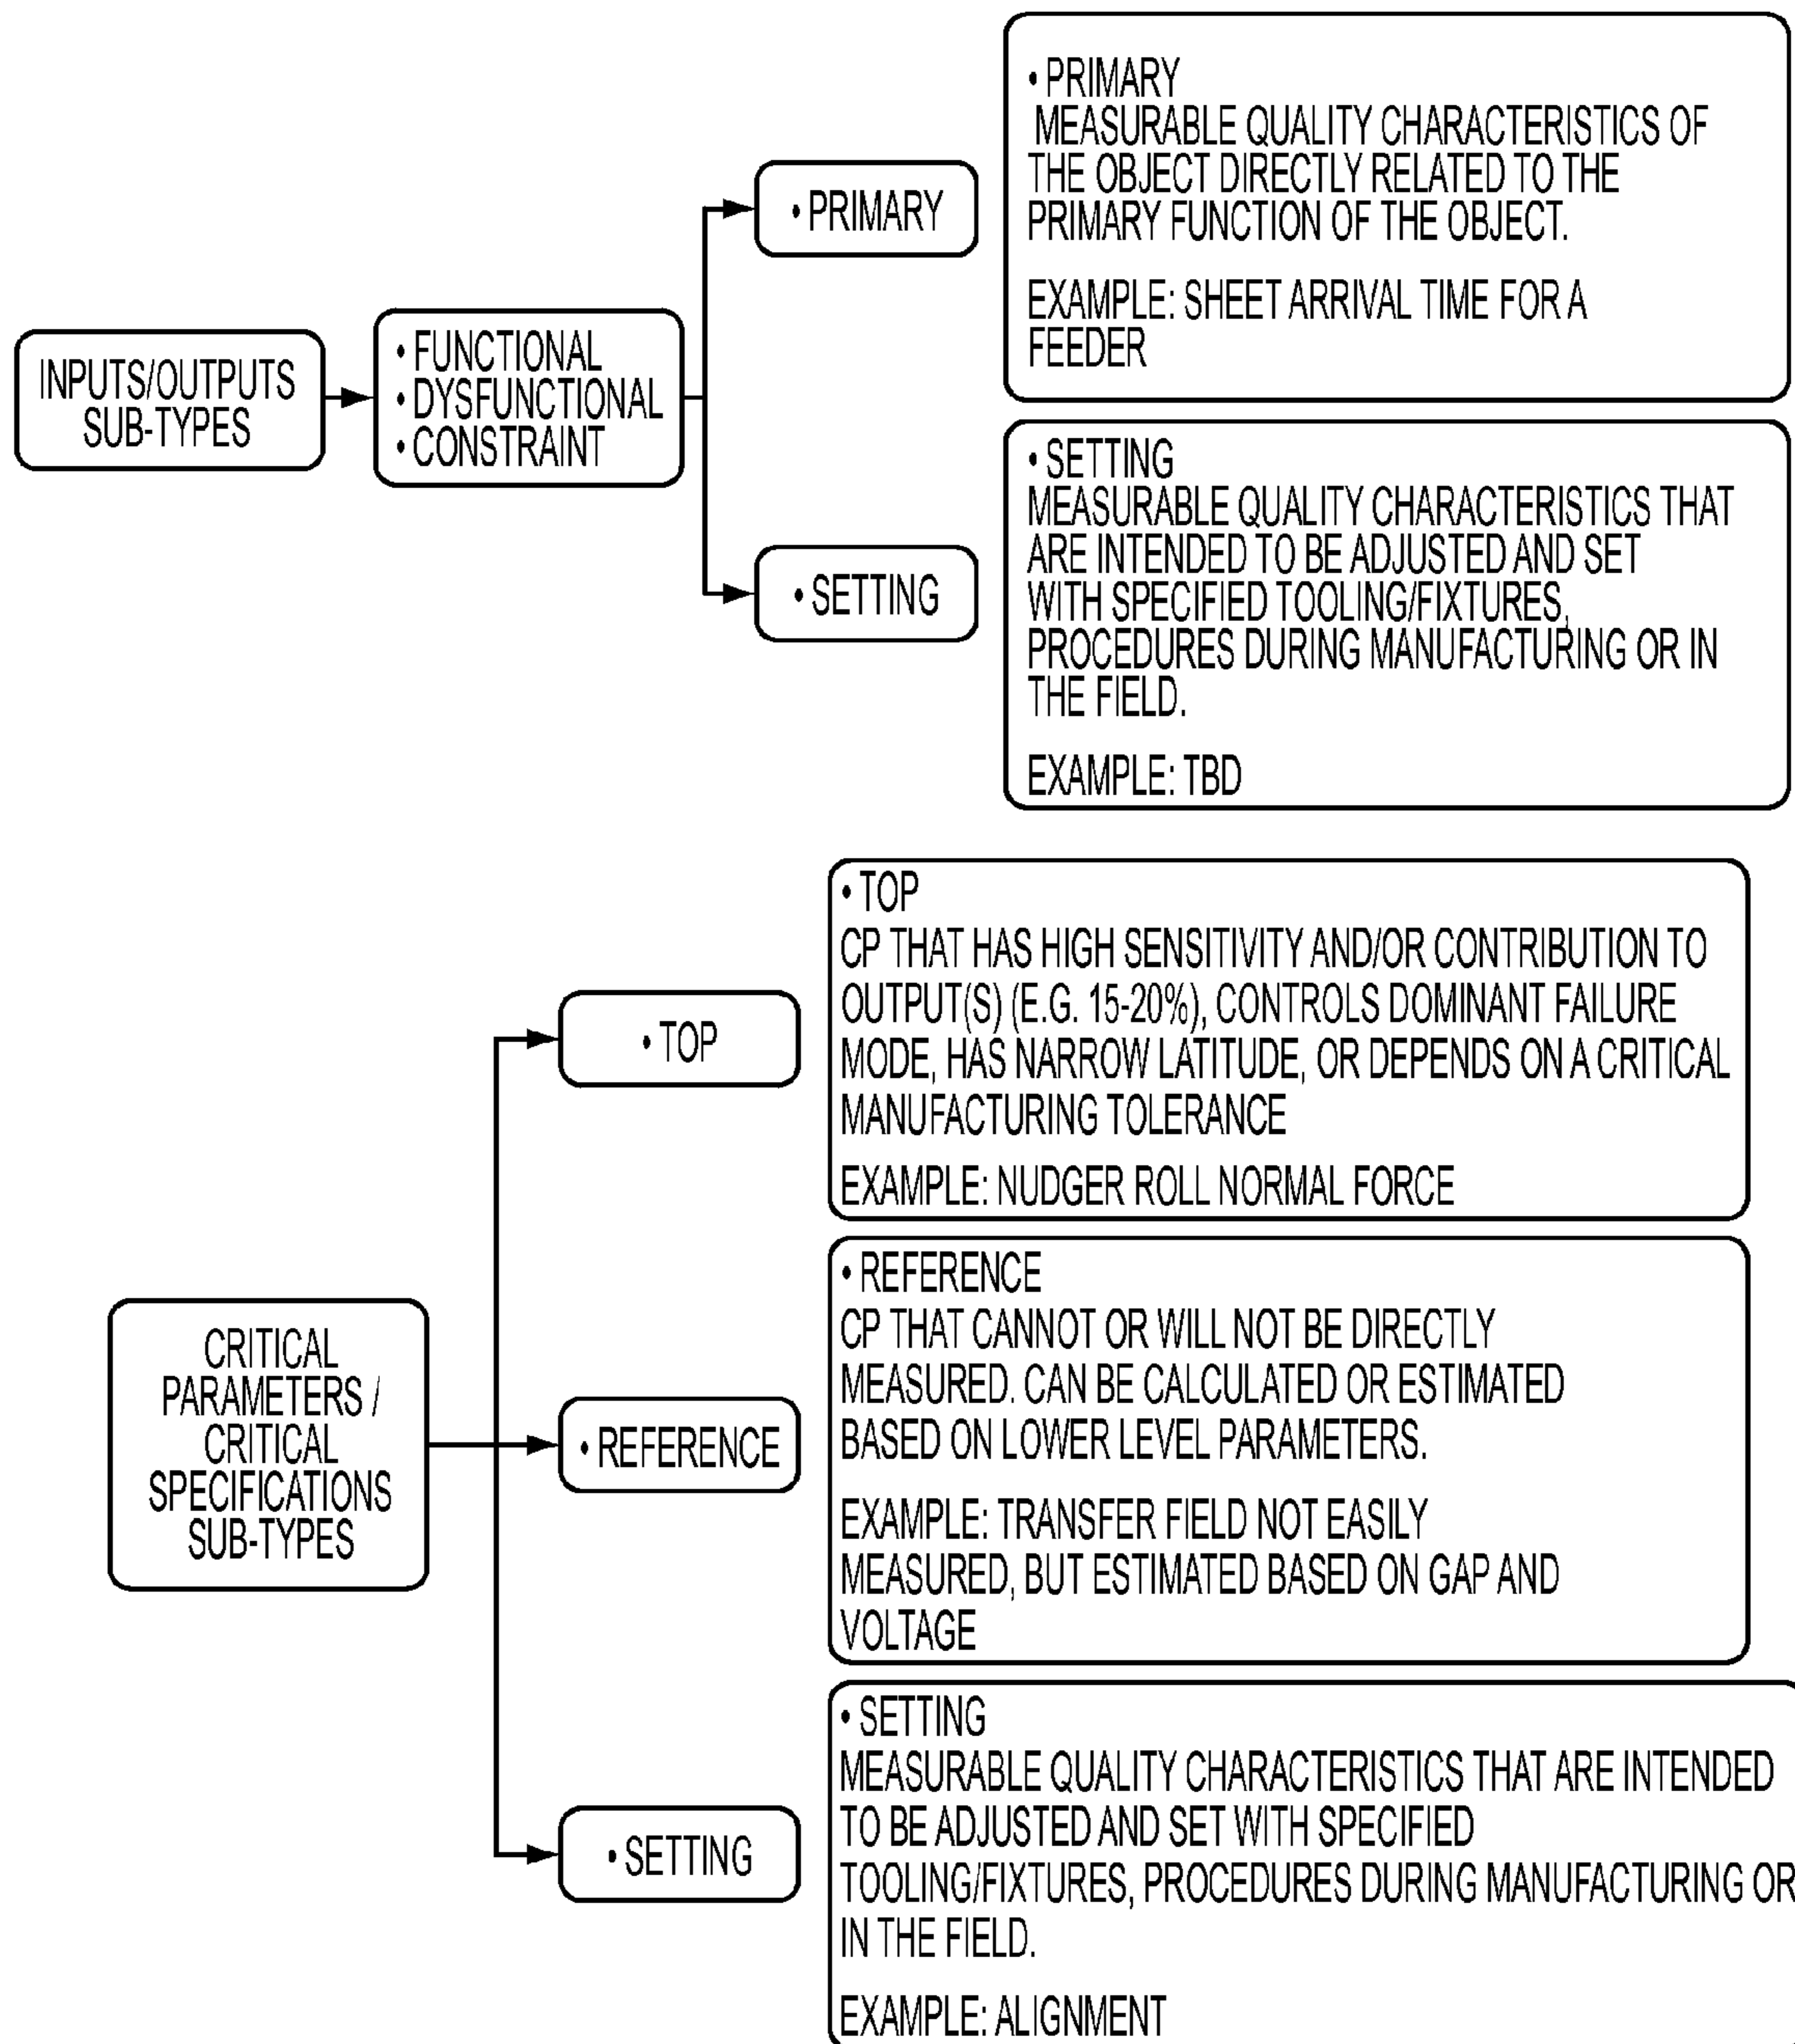 INPUTS/OUTPUTS
SUB-TYPES
• FUNCTIONAL
• DYSFUNCTIONAL
• CONSTRAINT
• PRIMARY
• PRIMARY
MEASURABLE QUALITY CHARACTERISTICS OF
THE OBJECT DIRECTLY RELATED TO THE
PRIMARY FUNCTION OF THE OBJECT.
EXAMPLE: SHEET ARRIVAL TIME FOR A
FEEDER
• SETTING
• SETTING
MEASURABLE QUALITY CHARACTERISTICS THAT
ARE INTENDED TO BE ADJUSTED AND SET
WITH SPECIFIED TOOLING/FIXTURES,
PROCEDURES DURING MANUFACTURING OR IN
THE FIELD.
EXAMPLE: TBD
CRITICAL
PARAMETERS /
CRITICAL
SPECIFICATIONS
SUB-TYPES
• TOP
• TOP
CP THAT HAS HIGH SENSITIVITY AND/OR CONTRIBUTION TO
OUTPUT(S) (E.G. 15-20%), CONTROLS DOMINANT FAILURE
MODE, HAS NARROW LATITUDE, OR DEPENDS ON A CRITICAL
MANUFACTURING TOLERANCE
EXAMPLE: NUDGER ROLL NORMAL FORCE
• REFERENCE
• REFERENCE
CP THAT CANNOT OR WILL NOT BE DIRECTLY
MEASURED. CAN BE CALCULATED OR ESTIMATED
BASED ON LOWER LEVEL PARAMETERS.
EXAMPLE: TRANSFER FIELD NOT EASILY
MEASURED, BUT ESTIMATED BASED ON GAP AND
VOLTAGE
• SETTING
• SETTING
MEASURABLE QUALITY CHARACTERISTICS THAT ARE INTENDED
TO BE ADJUSTED AND SET WITH SPECIFIED
TOOLING/FIXTURES, PROCEDURES DURING MANUFACTURING OR
IN THE FIELD.
EXAMPLE: ALIGNMENT